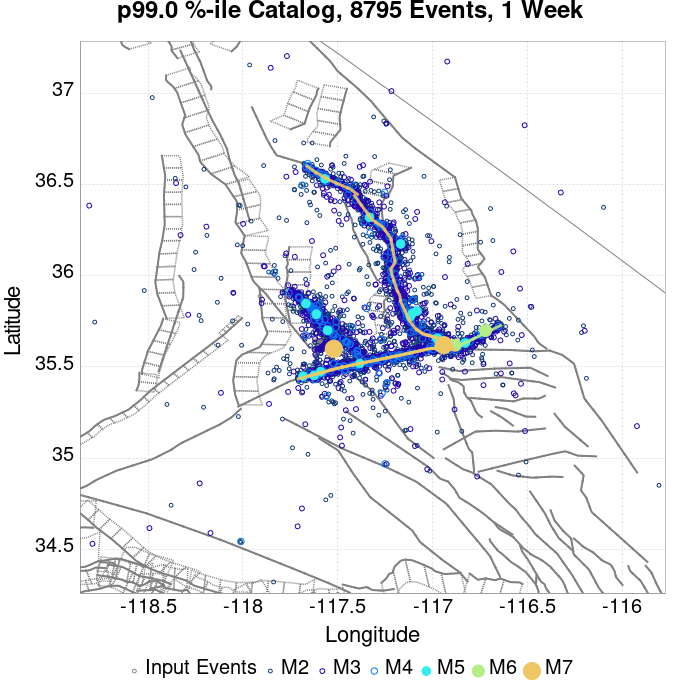 p99.0 %-ile Catalog, 8795 Events, 1 Week
37
36.5
36
35.5
35
34.5
Latitude
-118.5 -118 -117.5 -117 -116.5 -116
Longitude
Input Events M2 M3 M4 M5 M6 M7